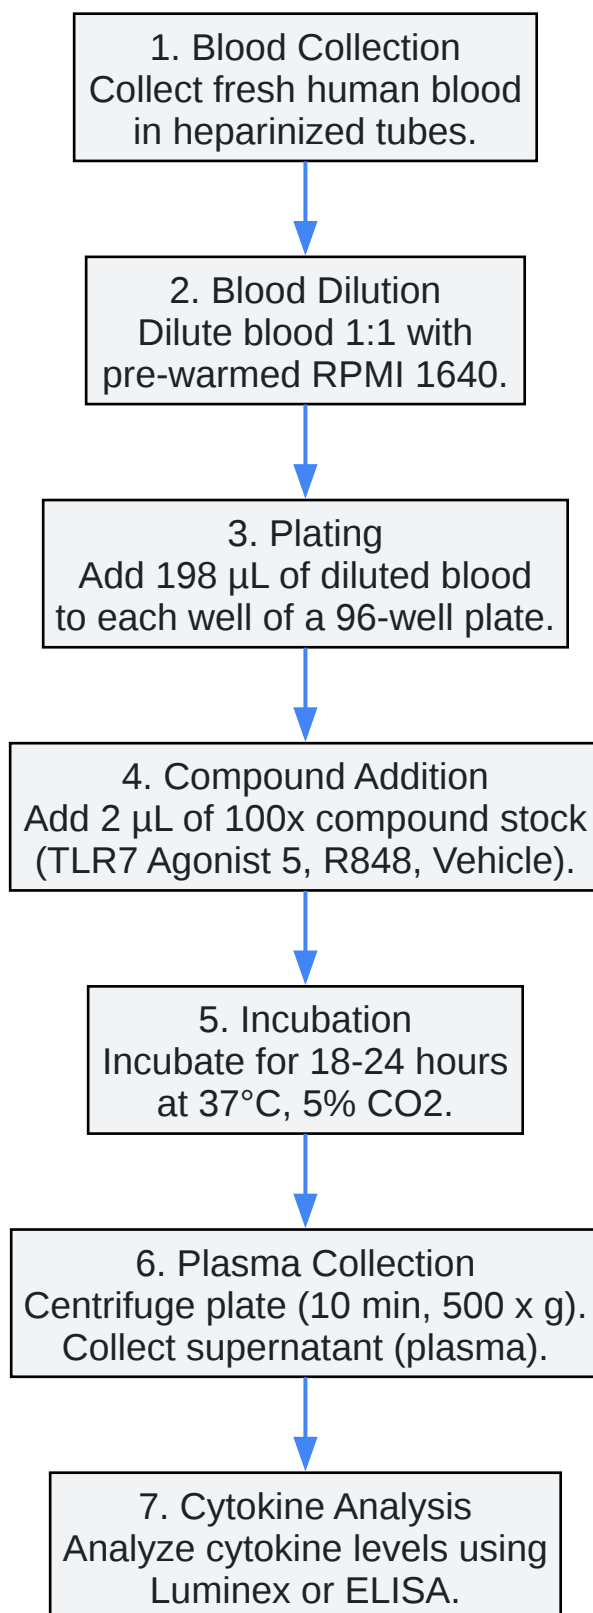 1. Blood Collection
Collect fresh human blood
in heparinized tubes.
2. Blood Dilution
Dilute blood 1:1 with
pre-warmed RPMI 1640.
3. Plating
Add 198 µL of diluted blood
to each well of a 96-well plate.
4. Compound Addition
Add 2 µL of 100x compound stock
(TLR7 Agonist 5, R848, Vehicle).
5. Incubation
Incubate for 18-24 hours
at 37°C, 5% CO2.
6. Plasma Collection
Centrifuge plate (10 min, 500 x g).
Collect supernatant (plasma).
7. Cytokine Analysis
Analyze cytokine levels using
Luminex or ELISA.